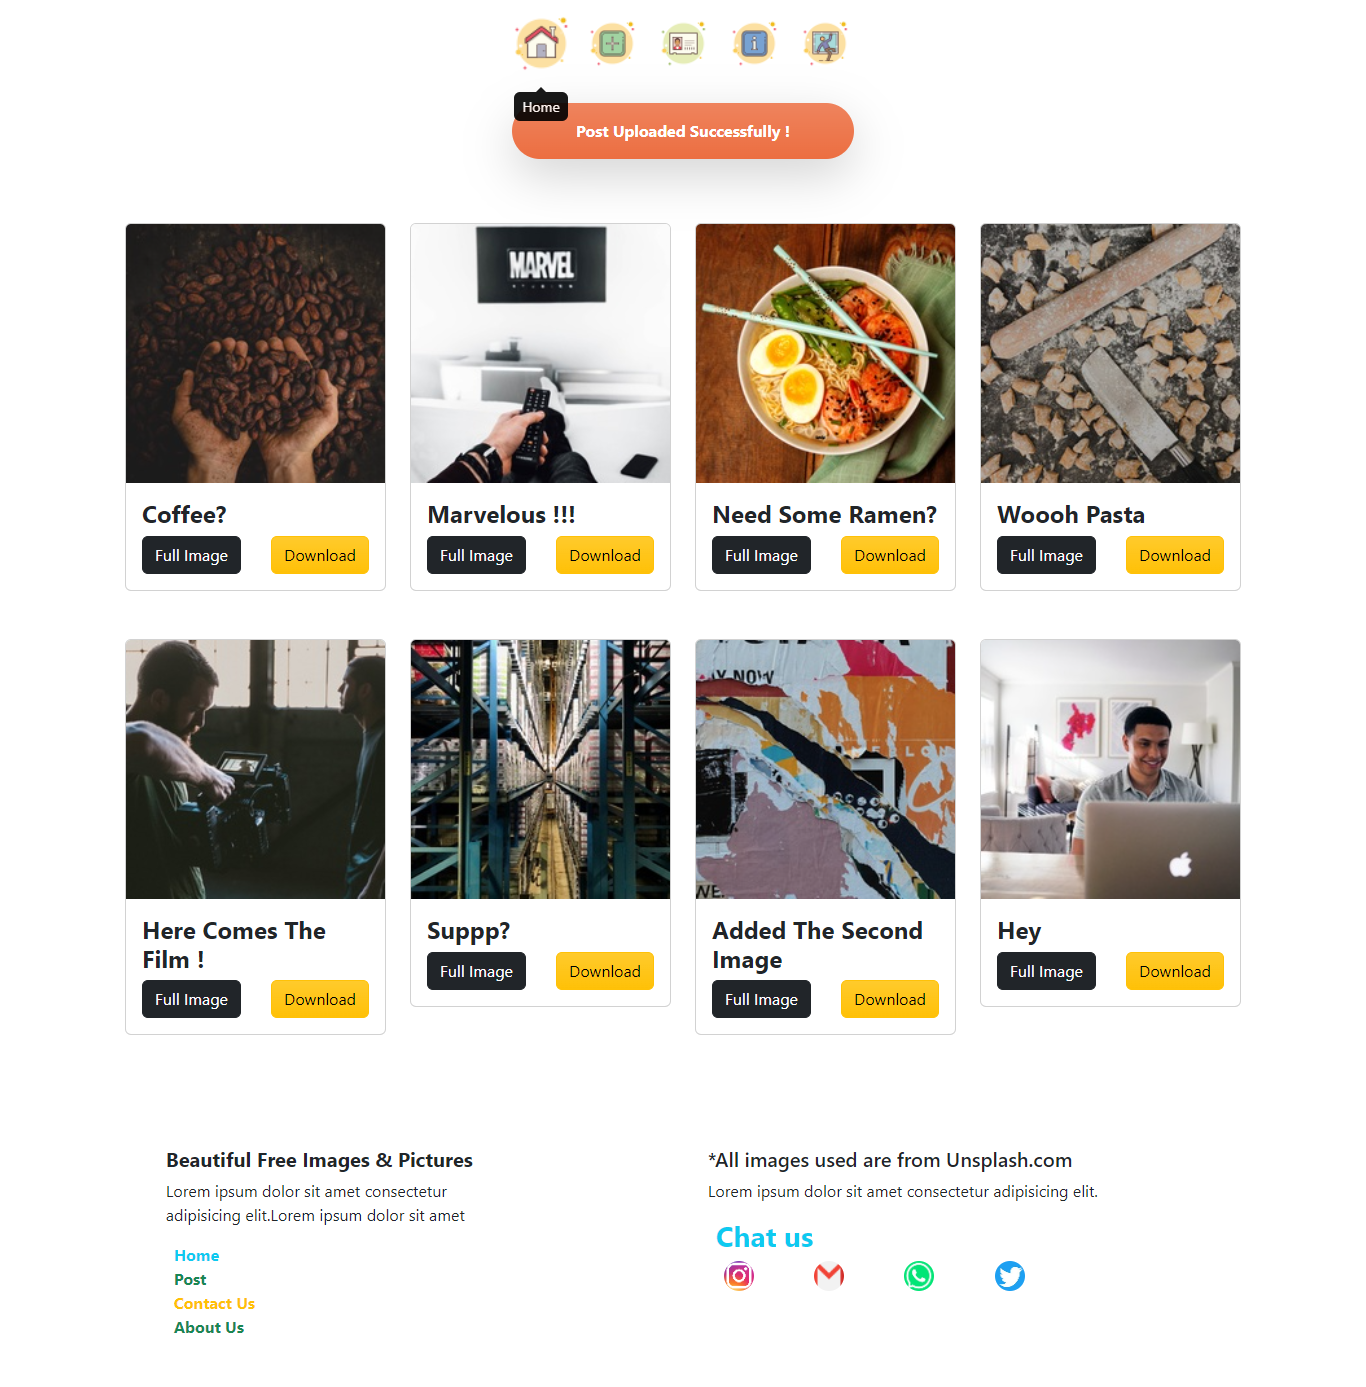 Home
Post Uploaded Successfully !
MARVEL
STUDIOS
Coffee?
Marvelous !!!
Need Some Ramen?
Woooh Pasta
Full Image
Download
Full Image
Download
Full Image
Download
Full Image
Download
NOW
WE.
Here Comes The
Film !
Suppp?
Added The Second
Image
Hey
Full Image
Download
Full Image
Download
Full Image
Download
Full Image
Download
Beautiful Free Images & Pictures
Lorem ipsum dolor sit amet consectetur
adipisicing elit.Lorem ipsum dolor sit amet
Home
Post
Contact Us
About Us
*All images used are from Unsplash.com
Lorem ipsum dolor sit amet consectetur adipisicing elit.
Chat us